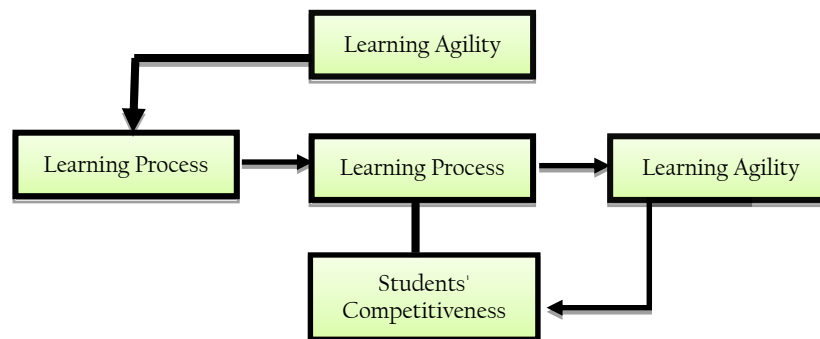 Learning Agility
Learning Process
Learning Process
Learning Agility
Students'
Competitiveness